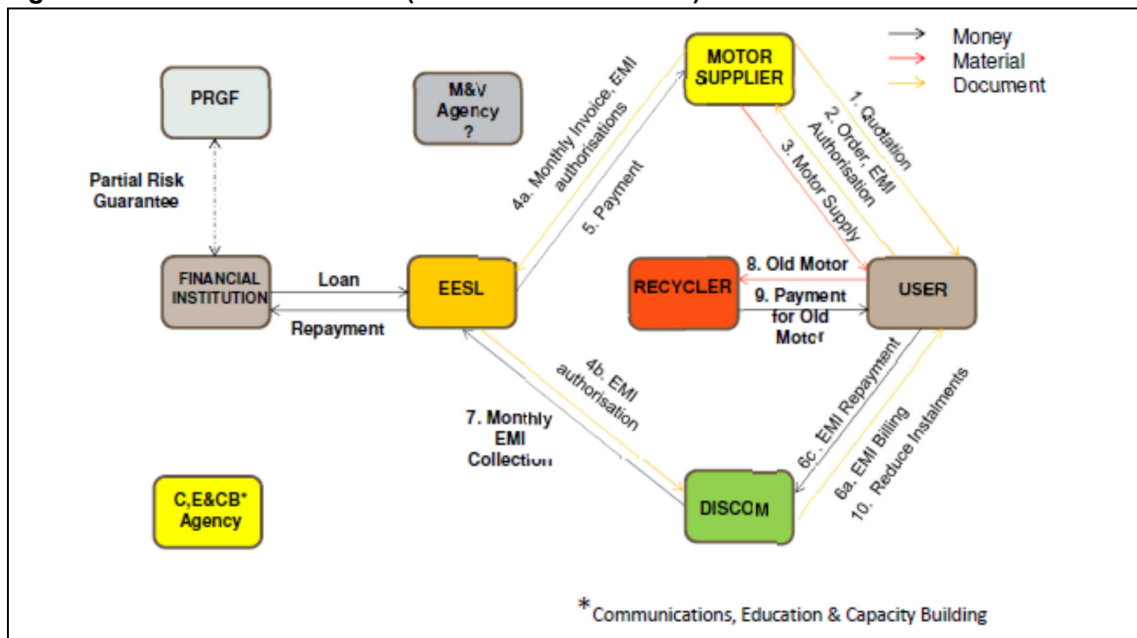 MOTOR
SUPPLIER
Money
Material
Document
PRGF
M&V
Agency
?
4a. Monthly Invoice, EMI
authorisations
5. Payment
1. Quotation
2. Order, EMI
Authorisation
3. Motor Supply
Partial Risk
Guarantee
FINANCIAL
INSTITUTION
Loan
Repayment
EESL
RECYCLER
8. Old Motor
9. Payment
for Old
Motor
USER
4b. EMI
authorisation
7. Monthly
EMI
Collection
6c. EMI Repayment
6a. EMI Billing
10. Reduce Instalments
C,E&CB*
Agency
DISCOM
*Communications, Education & Capacity Building